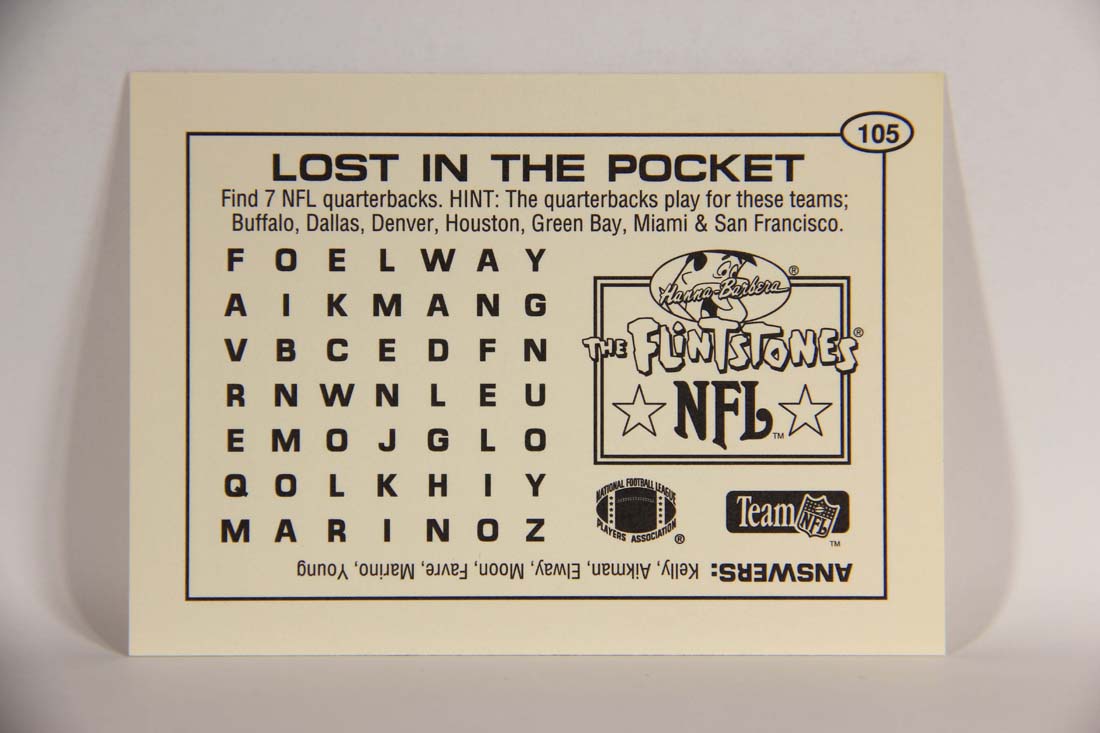 105
LOST IN THE POCKET
Find 7 NFL quarterbacks. HINT: The quarterbacks play for these teams;
Buffalo, Dallas, Denver, Houston, Green Bay, Miami & San Francisco.
F O E L W A Y
A I K M A N G
V B C E D F N
R N W N L E U
E M O J G L O
Q O L K H I Y
M A R I N O Z
Hanna-Barbera®
THE FLINTSTONES®
NFL™
NATIONAL FOOTBALL LEAGUE
PLAYERS ASSOCIATION®
Team NFL™
ANSWERS: Kelly, Aikman, Elway, Moon, Favre, Marino, Young